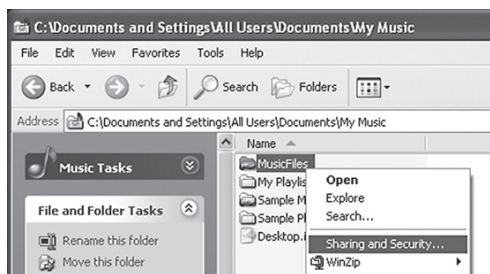 C:\Documents and Settings\All Users\Documents\My Music
File Edit View Favorites Tools Help
Back Search Folders
Address C:\Documents and Settings\All Users\Documents\My Music
Name
Music Tasks
MusicFiles
My Playlis
Sample M
Sample Pl
Desktop.i
File and Folder Tasks
Rename this folder
Move this folder
Open
Explore
Search...
Sharing and Security...
WinZip